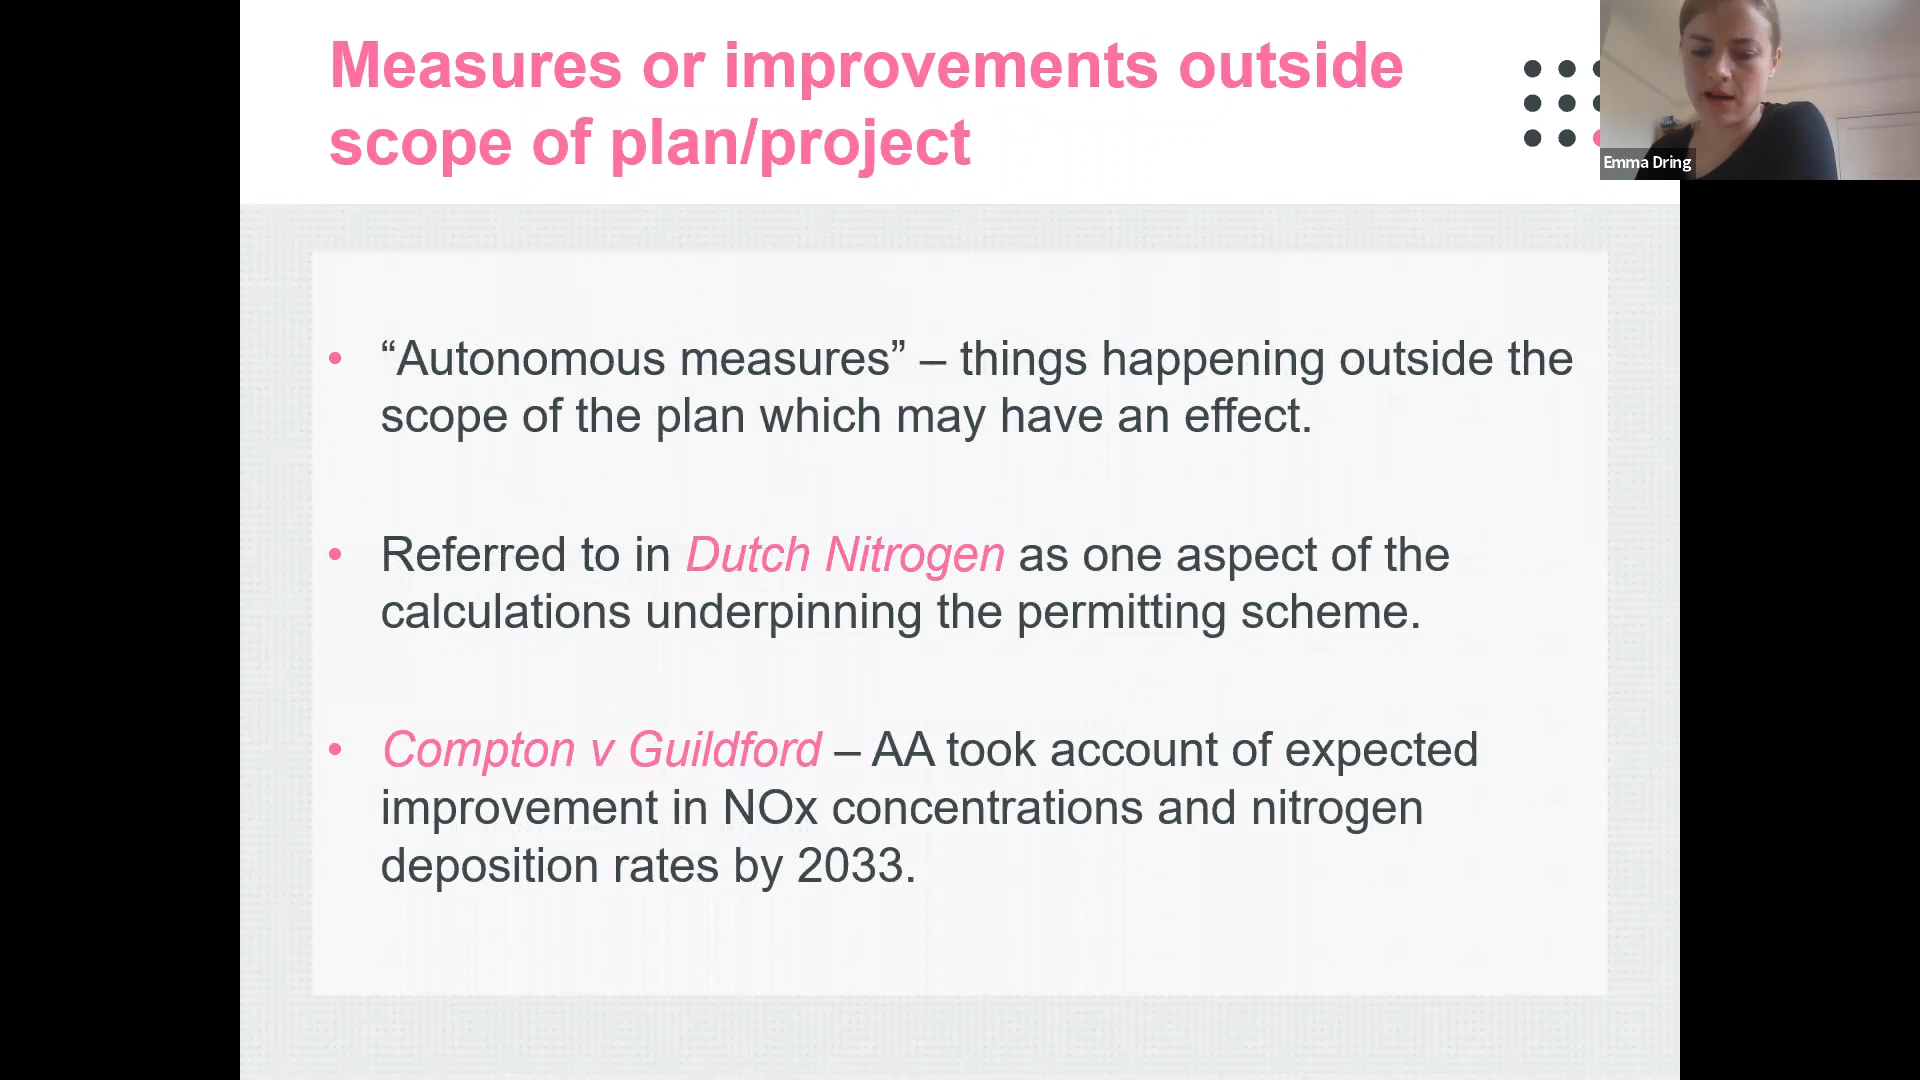 Measures or improvements outside
scope of plan/project
Emma Dring
• “Autonomous measures” – things happening outside the
scope of the plan which may have an effect.
• Referred to in Dutch Nitrogen as one aspect of the
calculations underpinning the permitting scheme.
• Compton v Guildford – AA took account of expected
improvement in NOx concentrations and nitrogen
deposition rates by 2033.